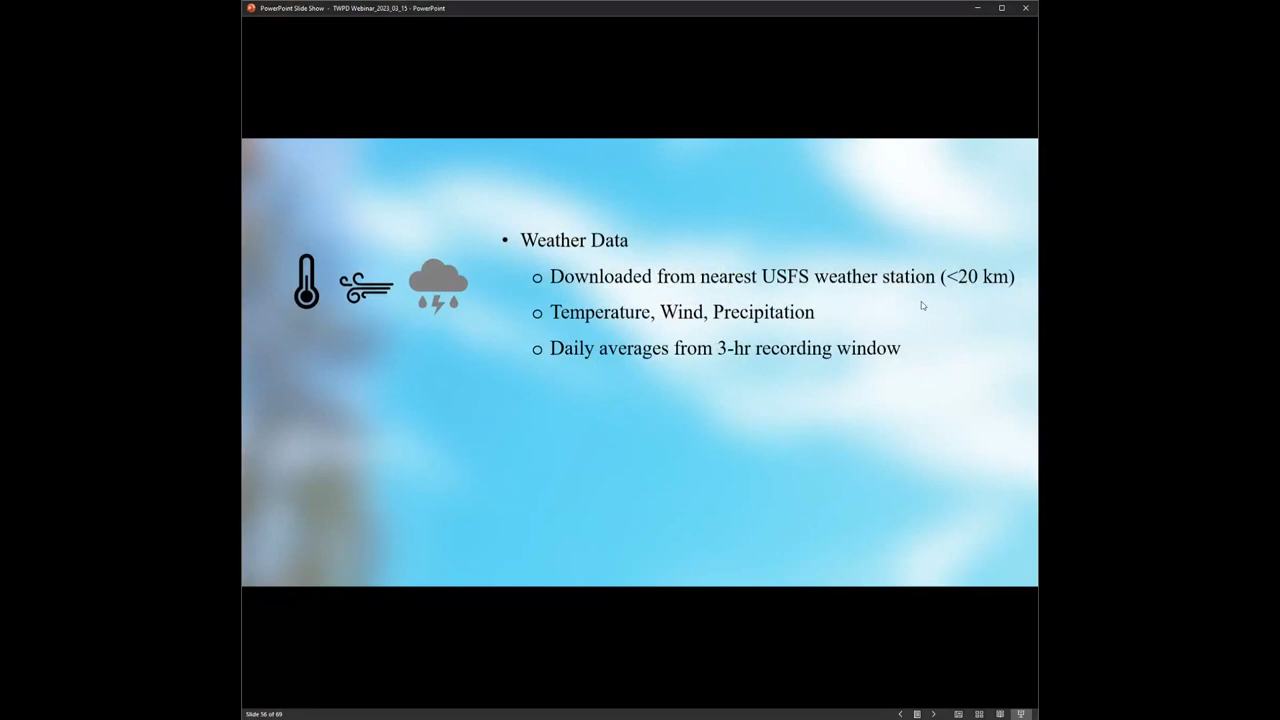 PowerPoint Slide Show - TWPD Webinar_2023_03_15 - PowerPoint
• Weather Data
o Downloaded from nearest USFS weather station (<20 km)
o Temperature, Wind, Precipitation
o Daily averages from 3-hr recording window
Slide 56 of 69